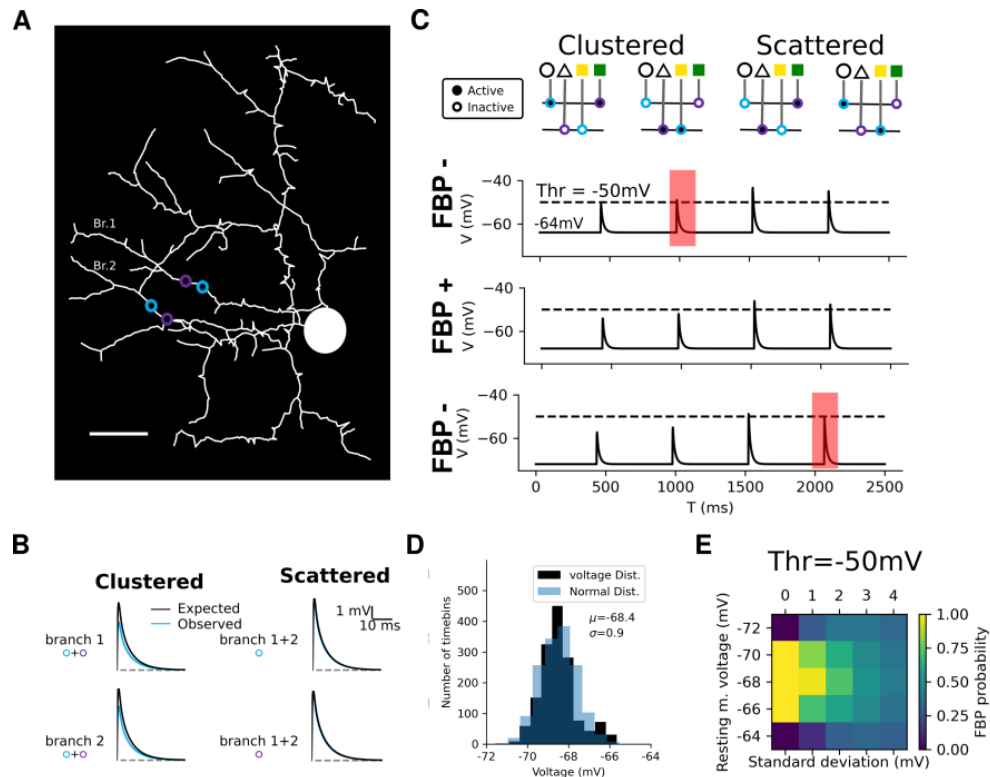 A
Br.1
Br.2
C
Clustered
Scattered
Active
Inactive
FBP -
V (mV)
−40
−60
Thr = -50mV
-64mV
FBP +
V (mV)
−40
−60
FBP -
V (mV)
−40
−60
0
500
1000
1500
2000
2500
T (ms)
B
Clustered
Scattered
Expected
Observed
1 mV
10 ms
branch 1
+
branch 1+2
branch 2
+
branch 1+2
D
Number of timebins
500
400
300
200
100
0
voltage Dist.
Normal Dist.
μ=-68.4
σ=0.9
−72
−70
−68
−66
−64
Voltage (mV)
E
Thr=-50mV
0 1 2 3 4
Resting m. voltage (mV)
-72
-70
-68
-66
-64
Standard deviation (mV)
1.00
0.75
0.50
0.25
0.00
FBP probability